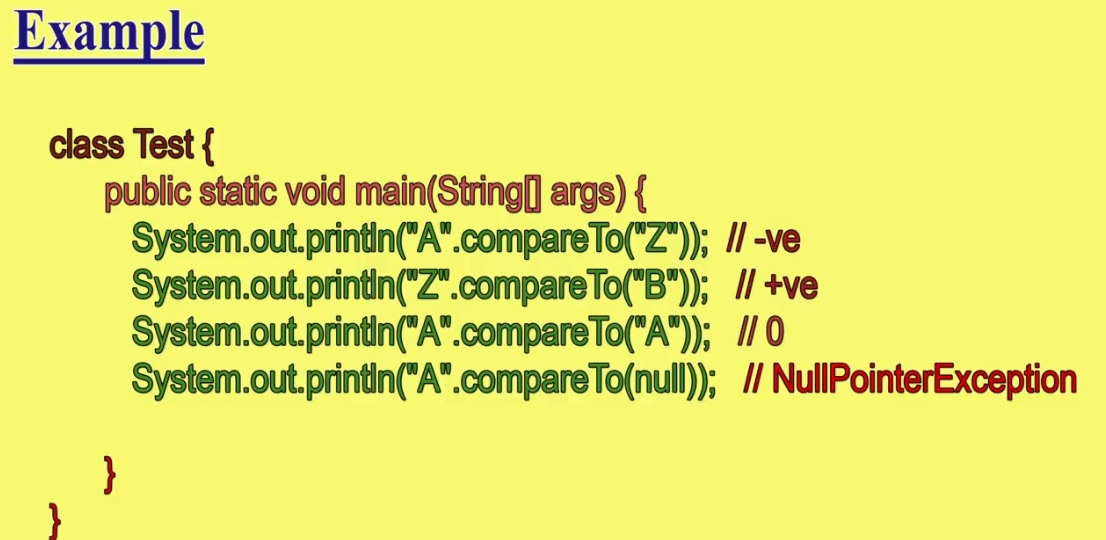 Example
class Test {
public static void main(String[] args) {
System.out.println("A".compareTo("Z")); // -ve
System.out.println("Z".compareTo("B")); // +ve
System.out.println("A".compareTo("A")); // 0
System.out.println("A".compareTo(null)); // NullPointerException
}
}